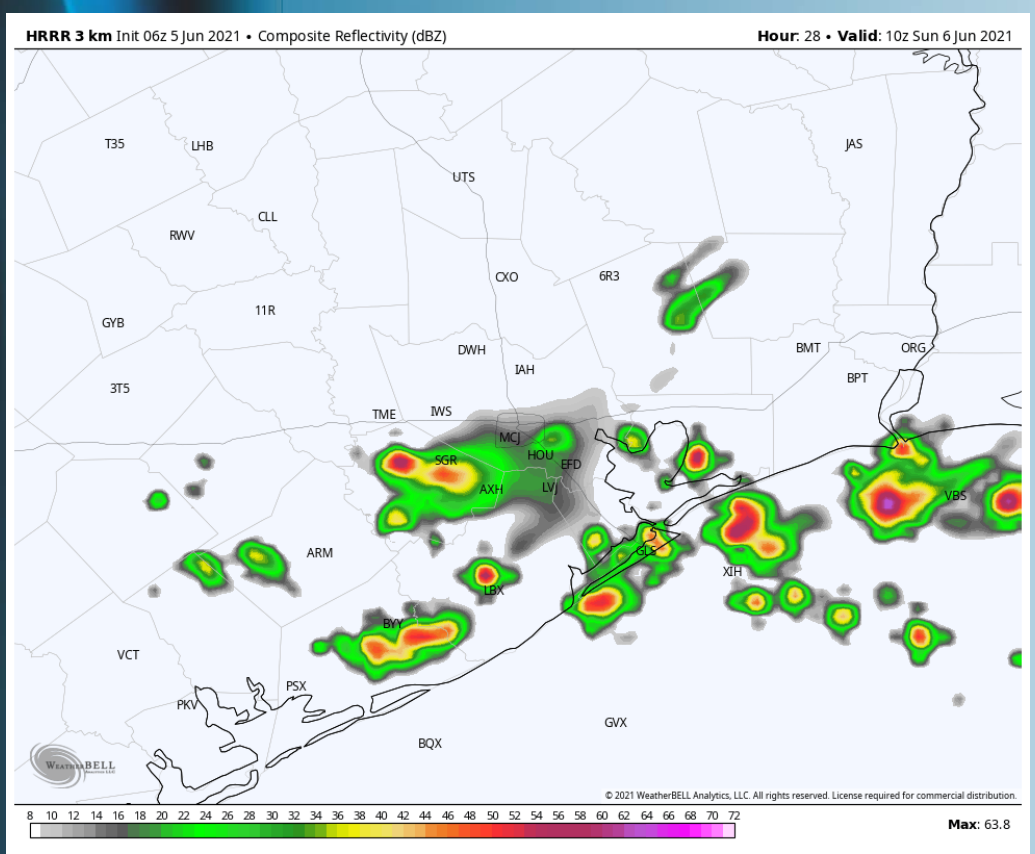 HRRR 3 km Init 06z 5 Jun 2021 • Composite Reflectivity (dBZ)
Hour: 28 • Valid: 10z Sun 6 Jun 2021
T35
LHB
JAS
UTS
CLL
RWV
CXO
6R3
11R
GYB
DWH
BMT
ORG
IAH
BPT
3T5
TME
IWS
MCJ
HOU
SGR
EFD
AXH
LVJ
VBS
ARM
GLS
XIH
LBX
BYY
VCT
PSX
PKV
GVX
BQX
WEATHERBELL
ANALYTICS LLC
© 2021 WeatherBELL Analytics, LLC. All rights reserved. License required for commercial distribution.
8 10 12 14 16 18 20 22 24 26 28 30 32 34 36 38 40 42 44 46 48 50 52 54 56 58 60 62 64 66 68 70 72
Max: 63.8